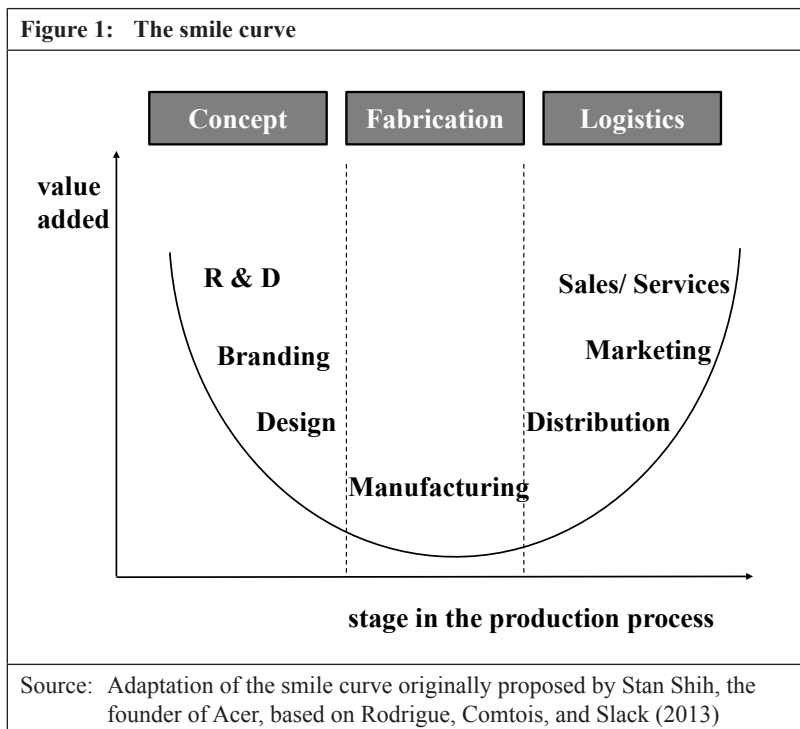 Figure 1: The smile curve
Concept Fabrication Logistics
value
added
R & D
Sales/ Services
Branding
Marketing
Design
Distribution
Manufacturing
stage in the production process
Source: Adaptation of the smile curve originally proposed by Stan Shih, the
founder of Acer, based on Rodrigue, Comtois, and Slack (2013)